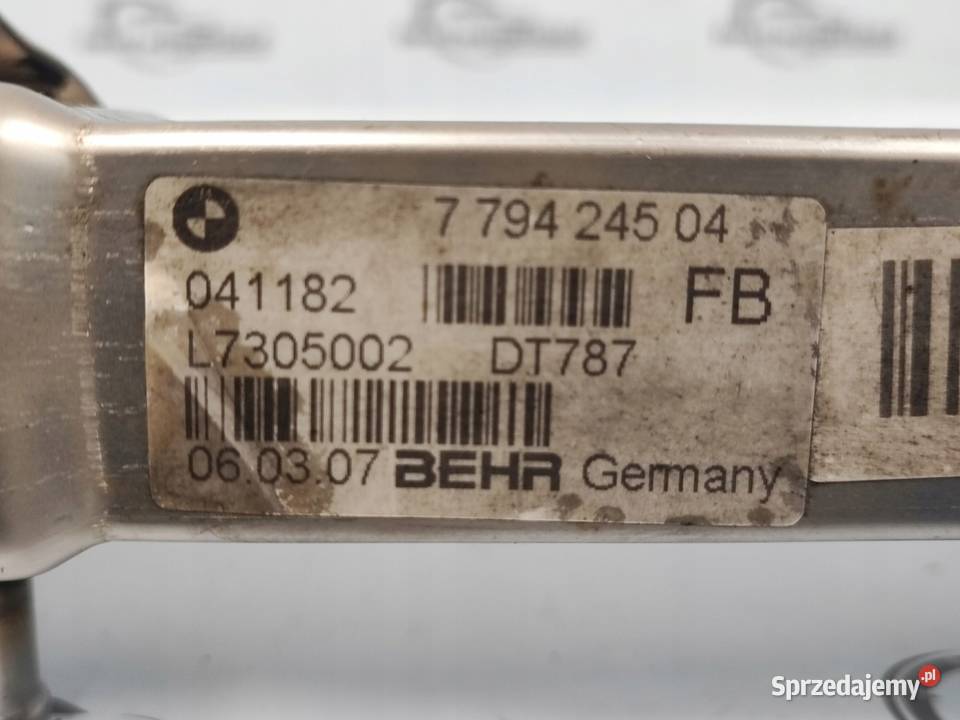 7 794 245 04
041182 FB
L7305002 DT787
06.03.07 BEHR Germany
Sprzedajemy.pl